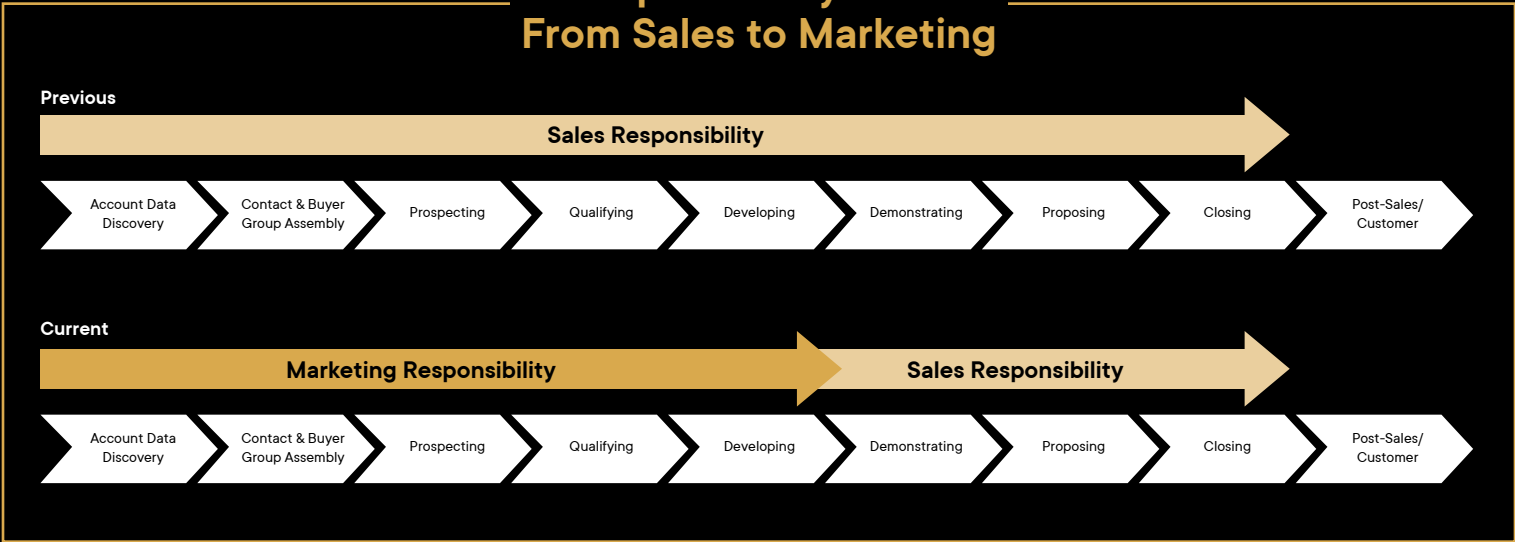 From Sales to Marketing
Previous
Sales Responsibility
Account Data
Discovery
Contact & Buyer
Group Assembly
Prospecting
Qualifying
Developing
Demonstrating
Proposing
Closing
Post-Sales/
Customer
Current
Marketing Responsibility
Sales Responsibility
Account Data
Discovery
Contact & Buyer
Group Assembly
Prospecting
Qualifying
Developing
Demonstrating
Proposing
Closing
Post-Sales/
Customer